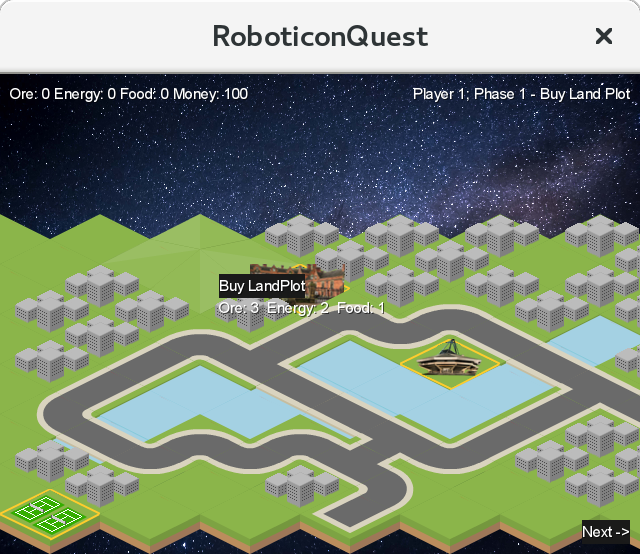 RoboticonQuest
Ore: 0 Energy: 0 Food: 0 Money: 100
Player 1; Phase 1 - Buy Land Plot
Buy LandPlot
Ore: 3 Energy: 2 Food: 1
Next ->